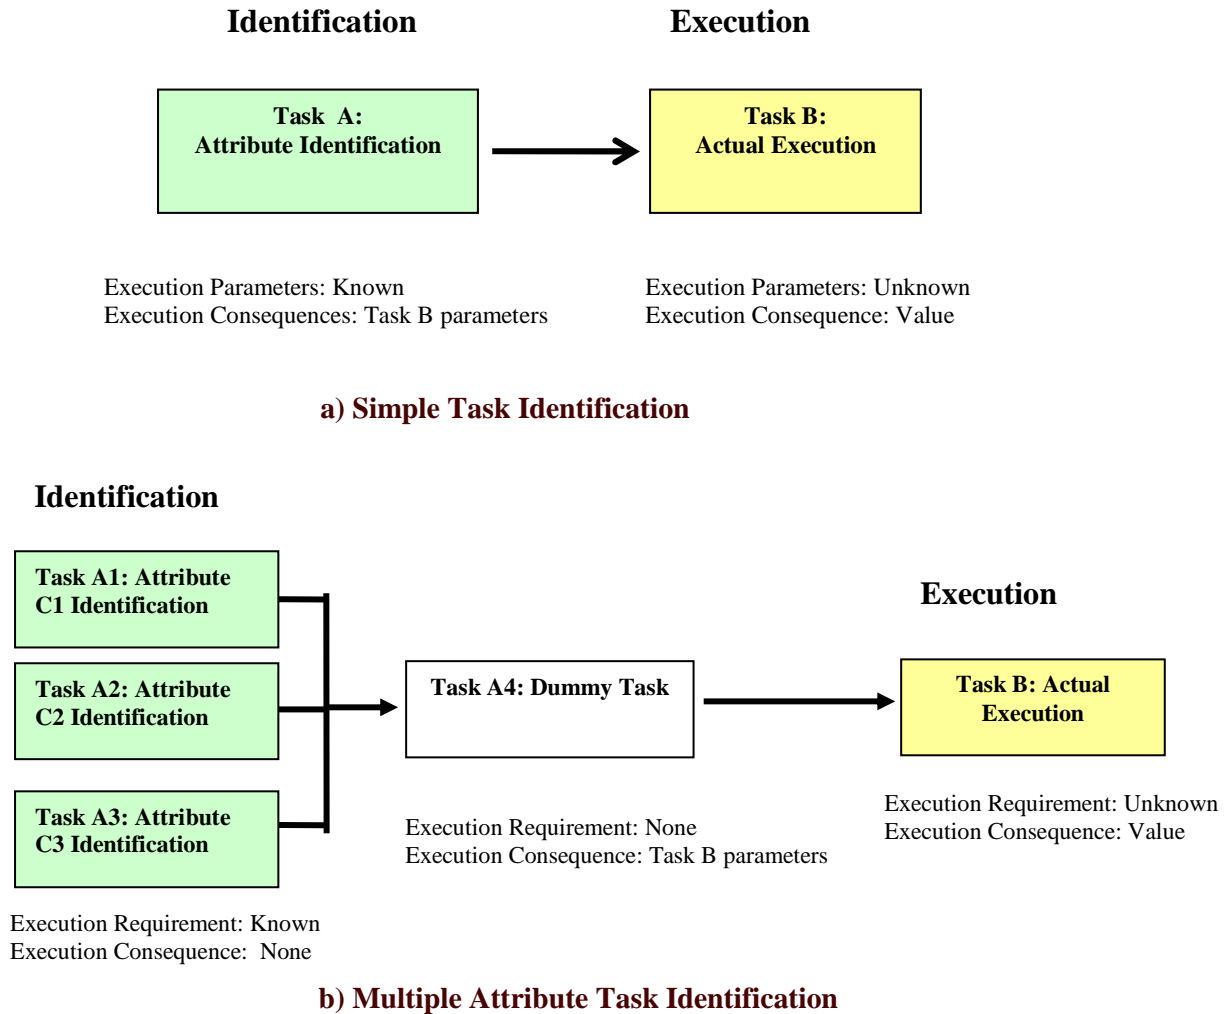 Identification
Execution
Task A:
Attribute Identification
Task B:
Actual Execution
Execution Parameters: Known
Execution Consequences: Task B parameters
Execution Parameters: Unknown
Execution Consequence: Value
a) Simple Task Identification
Identification
Task A1: Attribute
C1 Identification
Task A2: Attribute
C2 Identification
Task A3: Attribute
C3 Identification
Execution Requirement: Known
Execution Consequence: None
Task A4: Dummy Task
Execution Requirement: None
Execution Consequence: Task B parameters
Execution
Task B: Actual
Execution
Execution Requirement: Unknown
Execution Consequence: Value
b) Multiple Attribute Task Identification